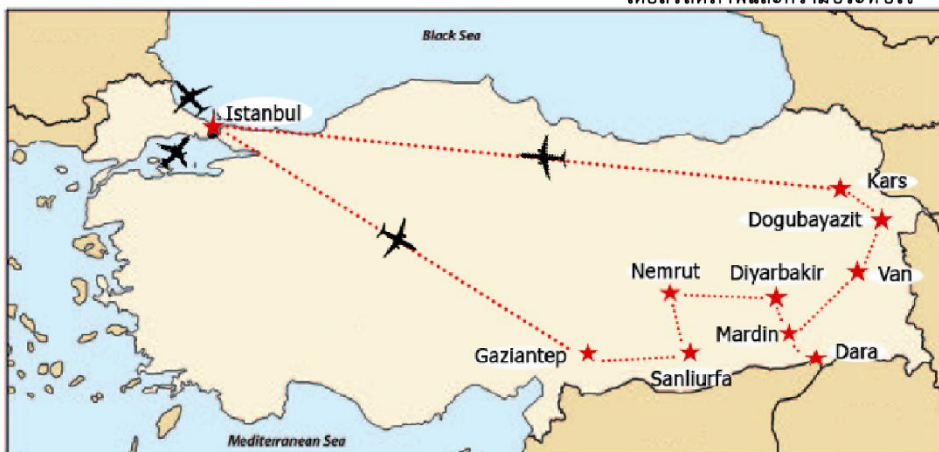 Black Sea
Istanbul
Kars
Dogubayazit
Nemrut
Diyarbakir
Van
Mardin
Gaziantep
Dara
Sanliurfa
Mediterranean Sea